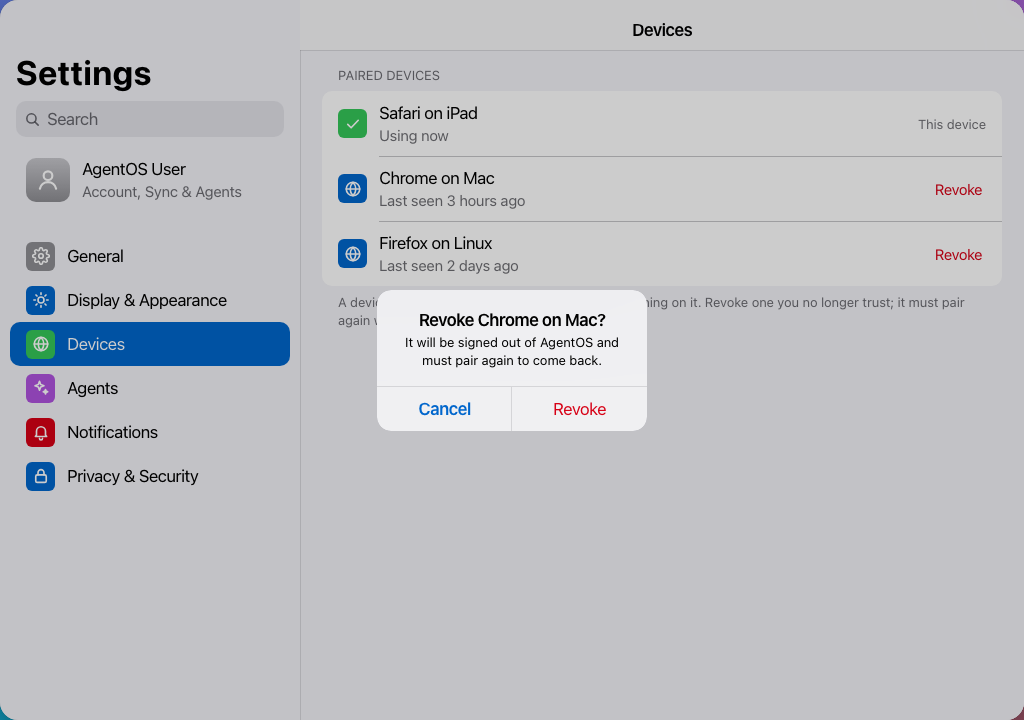 Settings
Search
AgentOS User
Account, Sync & Agents
General
Display & Appearance
Devices
Agents
Notifications
Privacy & Security
Devices
PAIRED DEVICES
Safari on iPad
Using now
This device
Chrome on Mac
Last seen 3 hours ago
Revoke
Firefox on Linux
Last seen 2 days ago
Revoke
on it. Revoke one you no longer trust; it must pair
again
Revoke Chrome on Mac?
It will be signed out of AgentOS and
must pair again to come back.
Cancel
Revoke